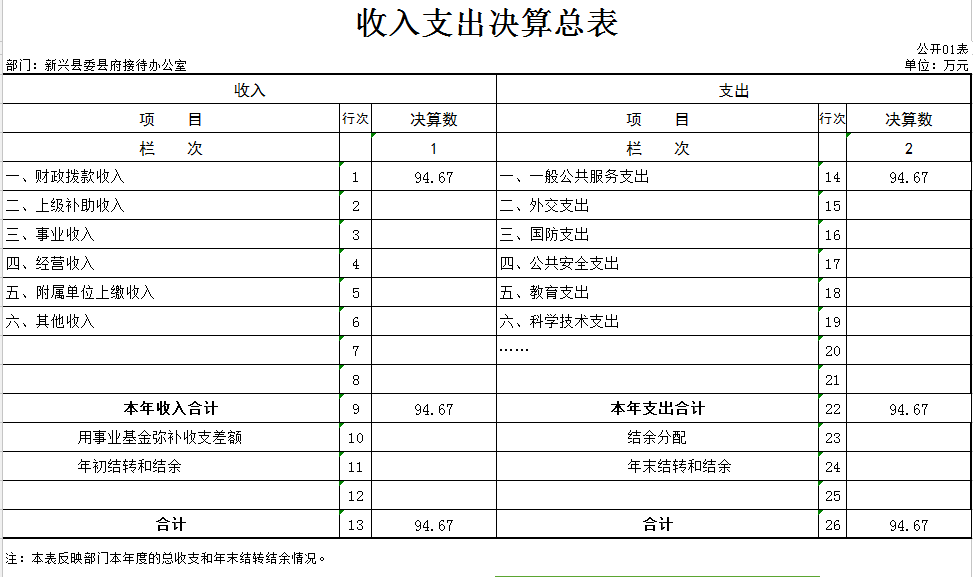 收入支出决算总表
公开01表
部门：新兴县委县府接待办公室 单位：万元
收入 支出
项 目 行次 决算数 项 目 行次 决算数
栏 次 1 栏 次 2
一、财政拨款收入 1 94.67 一、一般公共服务支出 14 94.67
二、上级补助收入 2 二、外交支出 15
三、事业收入 3 三、国防支出 16
四、经营收入 4 四、公共安全支出 17
五、附属单位上缴收入 5 五、教育支出 18
六、其他收入 6 六、科学技术支出 19
7 …… 20
8 21
本年收入合计 9 94.67 本年支出合计 22 94.67
用事业基金弥补收支差额 10 结余分配 23
年初结转和结余 11 年末结转和结余 24
12 25
合计 13 94.67 合计 26 94.67
注：本表反映部门本年度的总收支和年末结转结余情况。